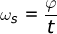 ωₛ = φ/t